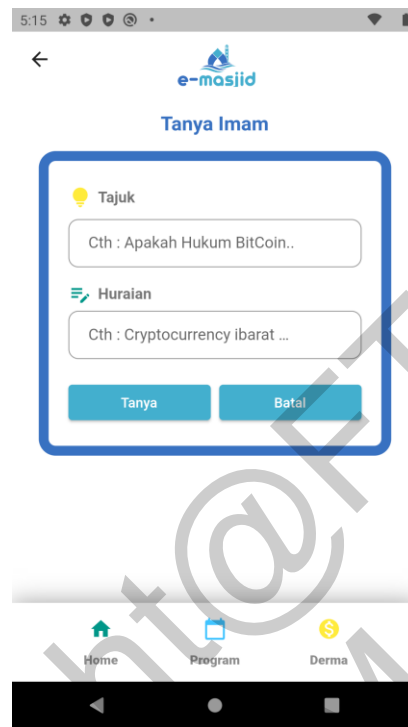 5:15
e-masjid
Tanya Imam
Tajuk
Cth : Apakah Hukum BitCoin..
Huraian
Cth : Cryptocurrency ibarat ...
Tanya Batal
Home Program Derma